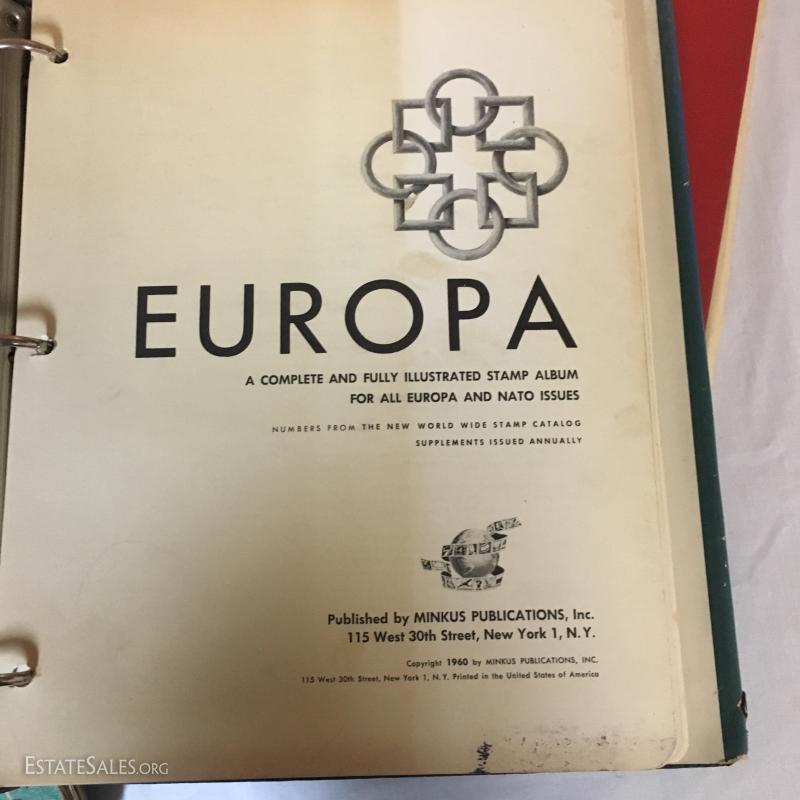 EUROPA
A COMPLETE AND FULLY ILLUSTRATED STAMP ALBUM
FOR ALL EUROPA AND NATO ISSUES
NUMBERS FROM THE NEW WORLD WIDE STAMP CATALOG
SUPPLEMENTS ISSUED ANNUALLY
Published by MINKUS PUBLICATIONS, Inc.
115 West 30th Street, New York 1, N.Y.
Copyright 1960 by MINKUS PUBLICATIONS, INC.
115 West 30th Street, New York 1, N.Y. Printed in the United States of America
ESTATESALES.ORG